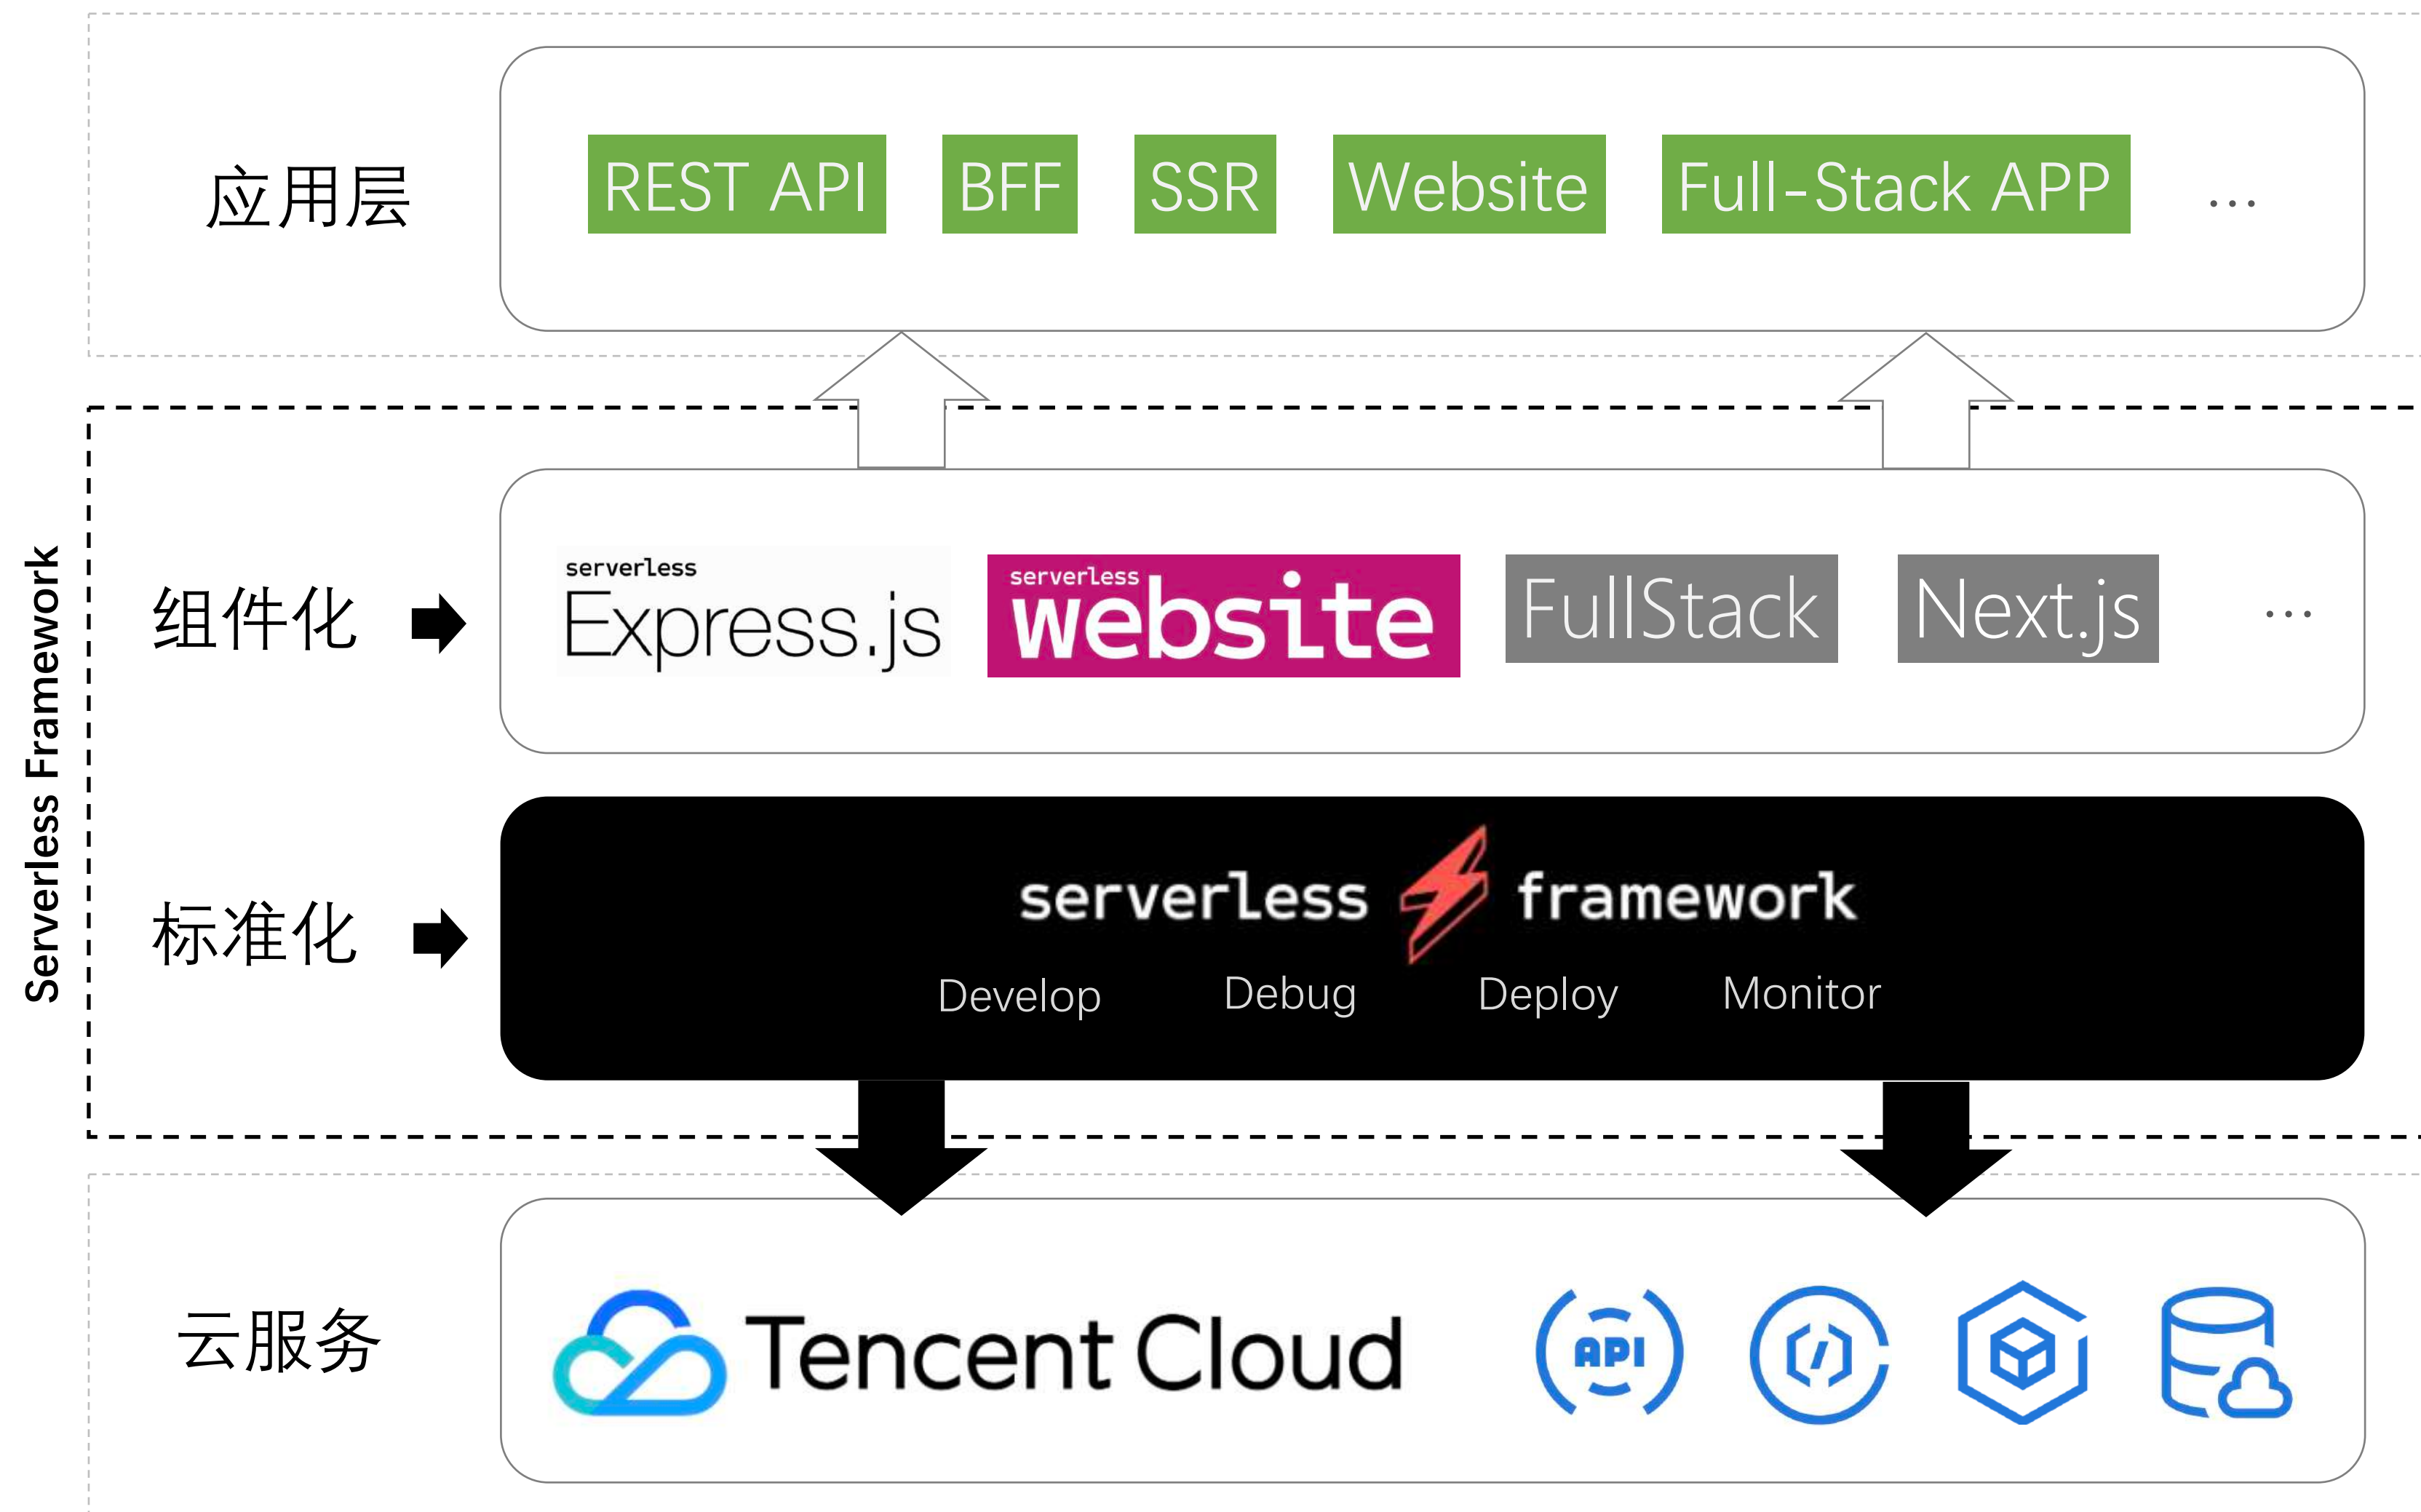 应用层
REST API
BFF
SSR
Website
Full-Stack APP
...
Serverless Framework
组件化
serverless
Express.js
serverless
website
FullStack
Next.js
...
标准化
serverless framework
Develop
Debug
Deploy
Monitor
云服务
Tencent Cloud
API